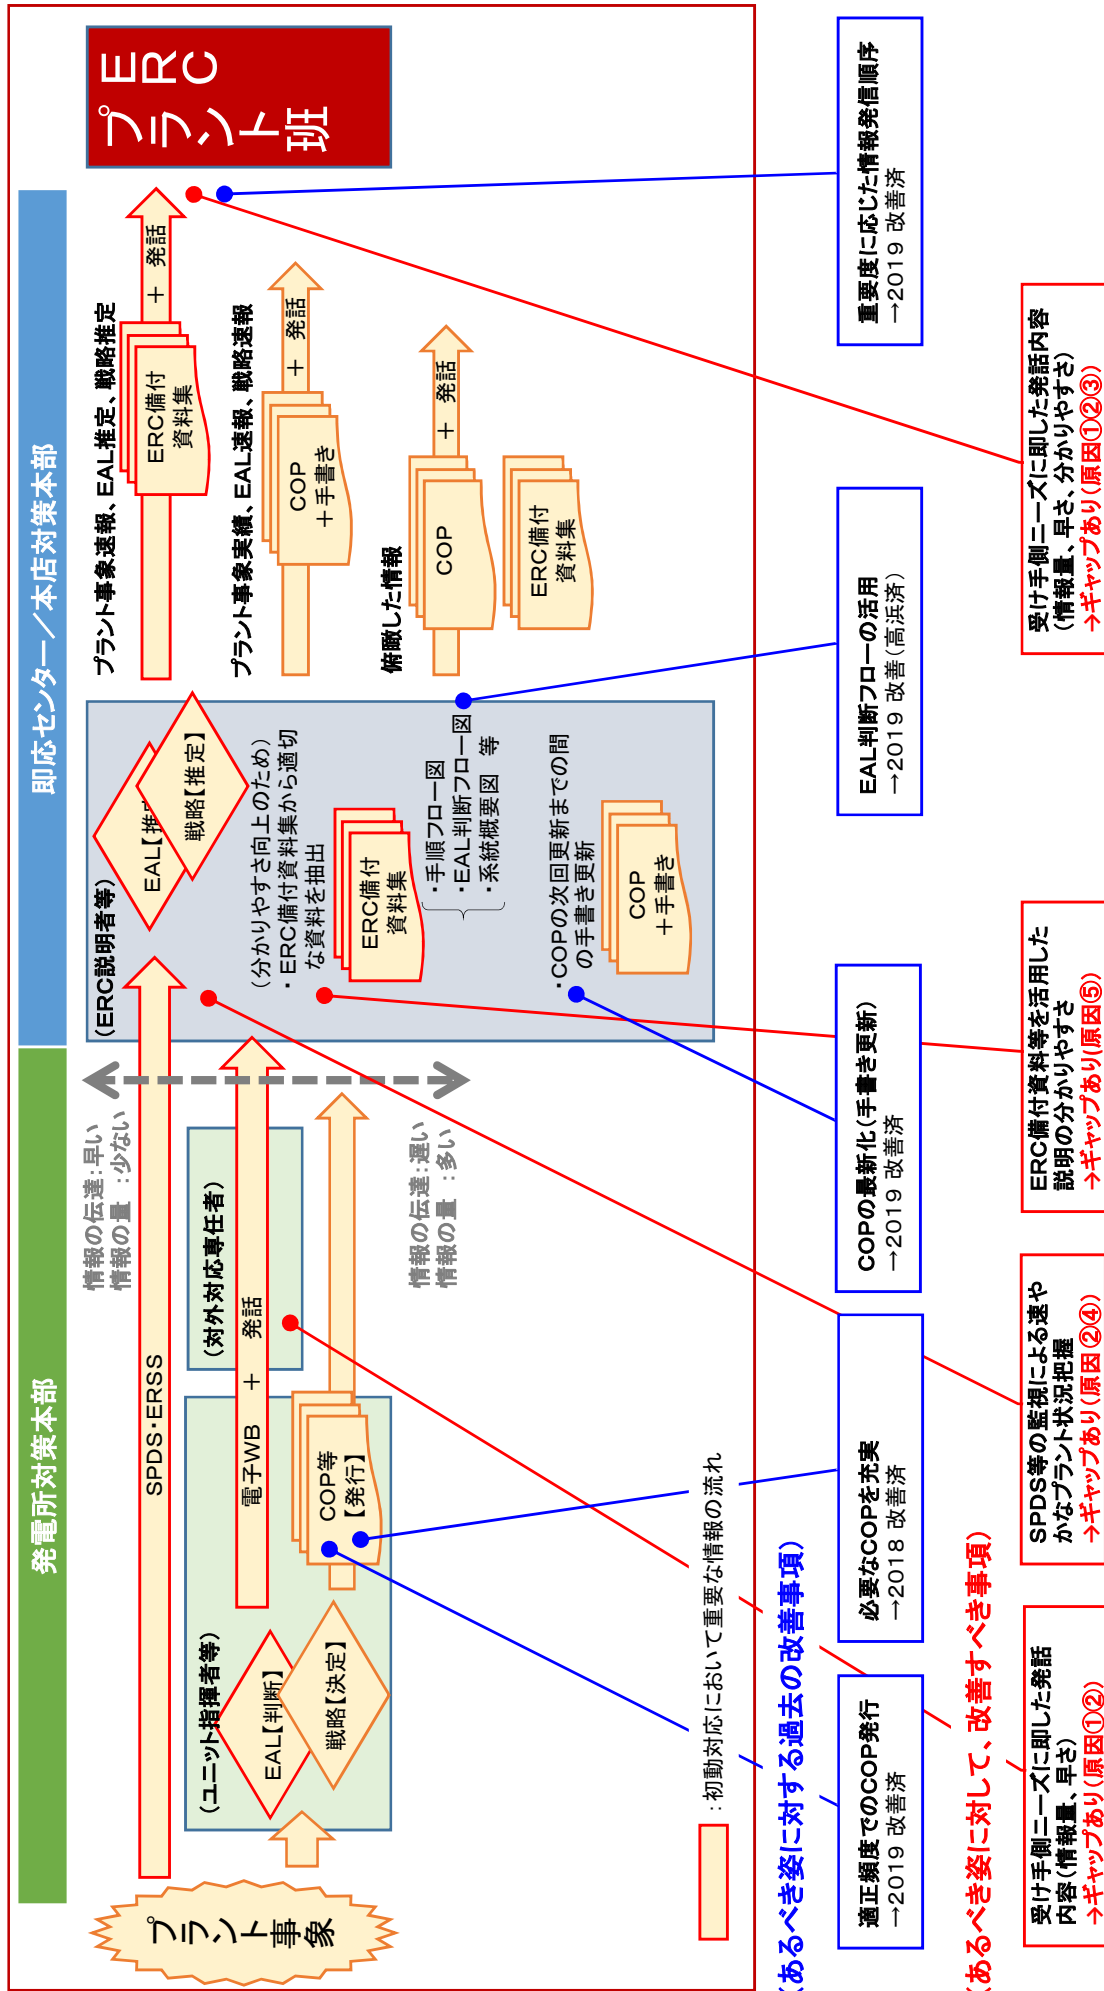 発電所対策本部
即応センター／本店対策本部
プラント
事象
SPDS・ERSS
情報の伝達：早い
情報の量 ：少ない
（ユニット指揮者等）
EAL【判断】
戦略【決定】
電子WB ＋ 発話
（対外対応専任者）
COP等
【発行】
情報の伝達：遅い
情報の量 ：多い
（ERC説明者等）
EAL【推
戦略【推定】
（分かりやすさ向上のため）
・ERC備付資料集から適切
な資料を抽出
ERC備付
資料集
・手順フロー図
・EAL判断フロー図
・系統概要図 等
・COPの次回更新までの間
の手書き更新
COP
＋手書き
プラント事象速報、EAL推定、戦略推定
ERC備付
資料集
＋ 発話
プラント事象実績、EAL速報、戦略速報
COP
＋手書き
＋ 発話
俯瞰した情報
COP
＋ 発話
ERC備付
資料集
ERC
プラント
班
：初動対応において重要な情報の流れ
あるべき姿に対する過去の改善事項）
適正頻度でのCOP発行
→2019 改善済
必要なCOPを充実
→2018 改善済
COPの最新化（手書き更新）
→2019 改善済
EAL判断フローの活用
→2019 改善（高浜済）
重要度に応じた情報発信順序
→2019 改善済
あるべき姿に対して、改善すべき事項）
受け手側ニーズに即した発話
内容（情報量、早さ）
→ギャップあり（原因①②）
SPDS等の監視による速や
かなプラント状況把握
→ギャップあり（原因②④）
ERC備付資料等を活用した
説明の分かりやすさ
→ギャップあり（原因⑤）
受け手側ニーズに即した発話内容
（情報量、早さ、分かりやすさ）
→ギャップあり（原因①②③）